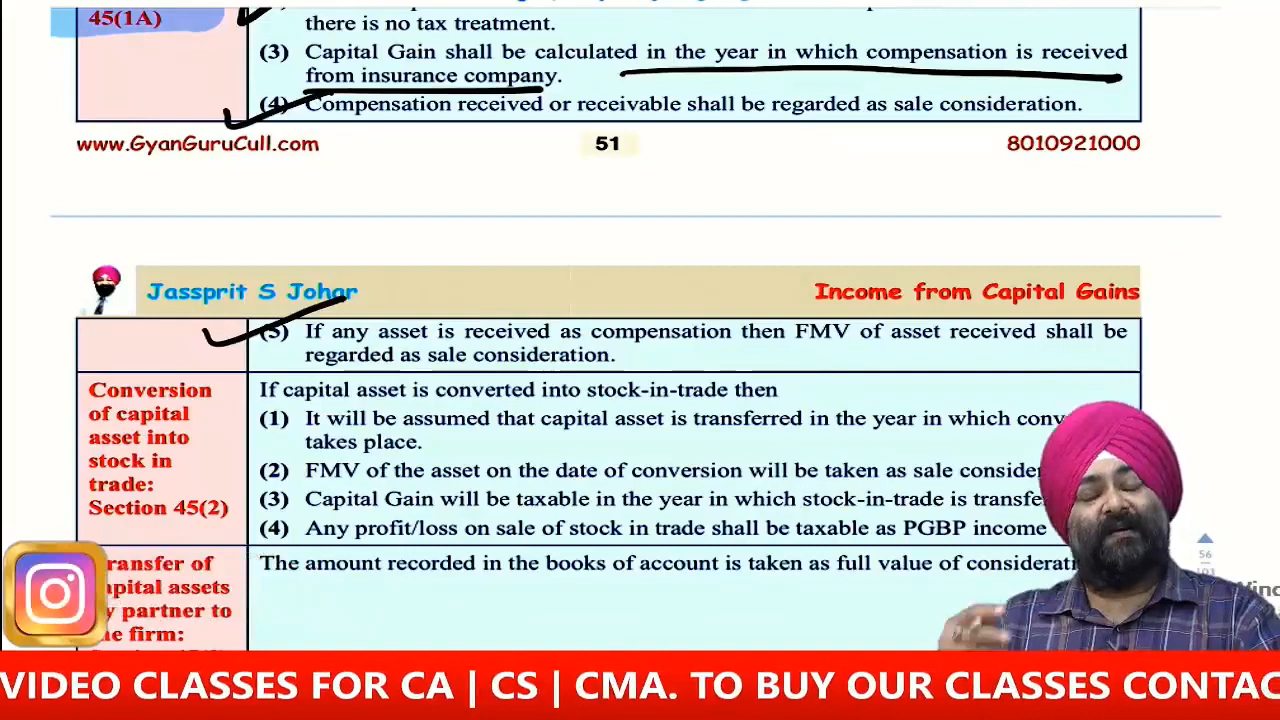 45(1A)
there is no tax treatment.
(3) Capital Gain shall be calculated in the year in which compensation is received
from insurance company.
(4) Compensation received or receivable shall be regarded as sale consideration.
www.GyanGuruCull.com 51 8010921000
Jassprit S Johar Income from Capital Gains
(5) If any asset is received as compensation then FMV of asset received shall be
regarded as sale consideration.
Conversion
of capital
asset into
stock in
trade:
Section 45(2)
If capital asset is converted into stock-in-trade then
(1) It will be assumed that capital asset is transferred in the year in which
takes place.
(2) FMV of the asset on the date of conversion will be taken as sale
(3) Capital Gain will be taxable in the year in which stock-in-trade is
(4) Any profit/loss on sale of stock in trade shall be taxable as PGBP income
of
assets
partner to
firm:
The amount recorded in the books of account is taken as full value of
56
VIDEO CLASSES FOR CA | CS | CMA. TO BUY OUR CLASSES